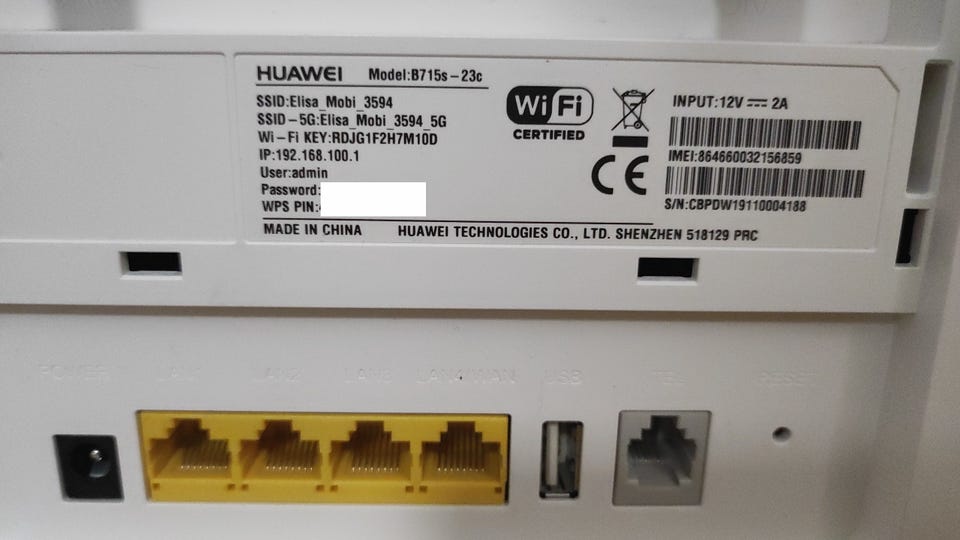 HUAWEI Model:B715s-23c
SSID:Elisa_Mobi_3594
SSID-5G:Elisa_Mobi_3594_5G
Wi-Fi KEY:RDJG1F2H7M10D
IP:192.168.100.1
User:admin
Password:
WPS PIN:
WiFi
CERTIFIED
CE
INPUT:12V 2A
IMEI:864660032156859
S/N:CBPDW19110004188
MADE IN CHINA HUAWEI TECHNOLOGIES CO., LTD. SHENZHEN 518129 PRC
POWER LAN1 LAN2 LAN3 LAN4/WAN USB TEL RESET